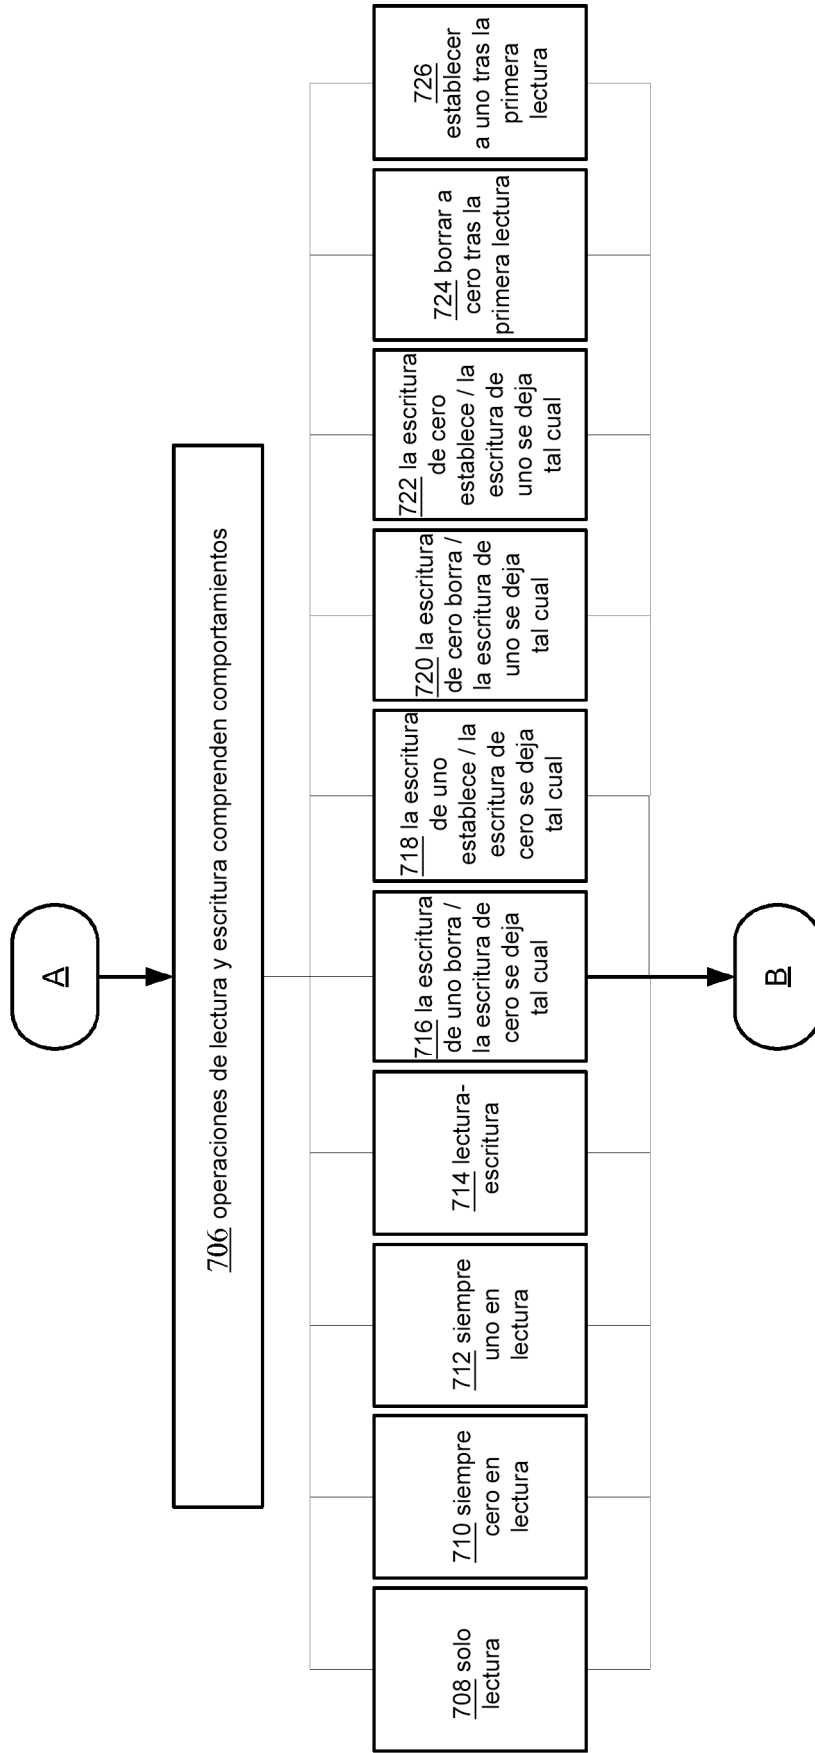 A
706 operaciones de lectura y escritura comprenden comportamientos
708 solo
lectura
710 siempre
cero en
lectura
712 siempre
uno en
lectura
714 lectura-
escritura
716 la escritura
de uno borra /
la escritura de
cero se deja
tal cual
718 la escritura
de uno
establece / la
escritura de
cero se deja
tal cual
720 la escritura
de cero borra /
la escritura de
uno se deja
tal cual
722 la escritura
de cero
establece / la
escritura de
uno se deja
tal cual
724 borrar a
cero tras la
primera lectura
726
establecer
a uno tras la
primera
lectura
B